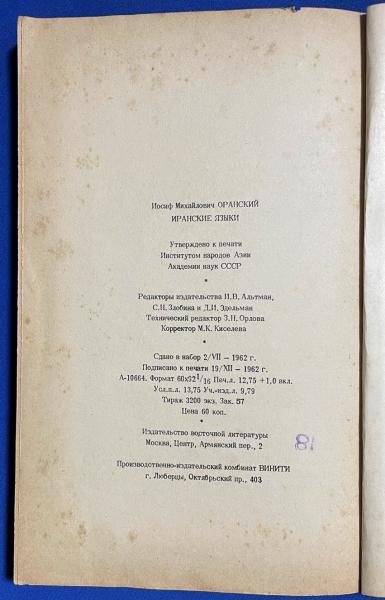 Иосиф Михайлович ОРАНСКИЙ
ИРАНСКИЕ ЯЗЫКИ
Утверждено к печати
Институтом народов Азии
Академии наук СССР
*
Редакторы издательства И.В. Альтман,
С.Н. Злобина и Д.И. Эдельман
Технический редактор З.Н. Орлова
Корректор М.К. Киселева
*
Сдано в набор 2/VII – 1962 г.
Подписано к печати 19/XII – 1962 г.
А-10664. Формат 60х92 1/16 Печ.л. 12,75 +1,0 вкл.
Усл.п.л. 13,75 Уч.-изд.л. 9,79
Тираж 3200 экз. Зак. 57
Цена 60 коп.
*
Издательство восточной литературы
Москва, Центр, Армянский пер., 2
18
Производственно-издательский комбинат ВИНИТИ
г. Люберцы, Октябрьский пр., 403